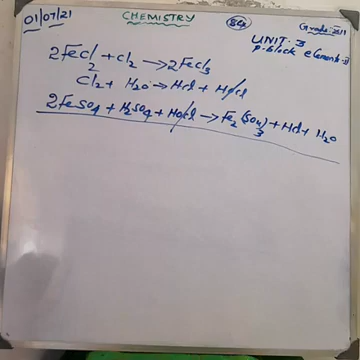 01/07/21 CHEMISTRY 84 Grade:
UNIT. 3
P-block elements-II
2FeCl2 + Cl2 → 2FeCl3
Cl2 + H2O → HCl + HOCl
2FeSO4 + H2SO4 + HOCl → Fe2(SO4)3 + HCl + H2O